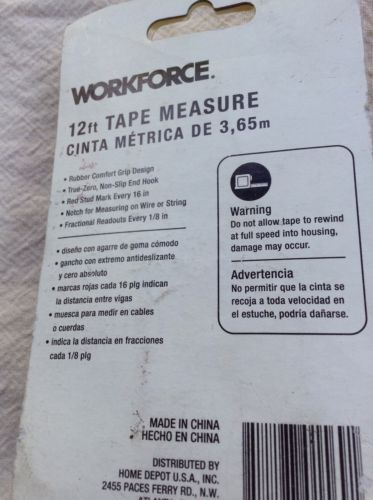 WORKFORCE.
12ft TAPE MEASURE
CINTA MÉTRICA DE 3,65m
• Rubber Comfort Grip Design
• True-Zero, Non-Slip End Hook
• Red Stud Mark Every 16 in
• Notch for Measuring on Wire or String
• Fractional Readouts Every 1/8 in
• diseño con agarre de goma cómodo
• gancho con extremo antideslizante
y cero absoluto
• marcas rojas cada 16 plg indican
la distancia entre vigas
• muesca para medir en cables
o cuerdas
• indica la distancia en fracciones
cada 1/8 plg
Warning
Do not allow tape to rewind
at full speed into housing,
damage may occur.
Advertencia
No permitir que la cinta se
recoja a toda velocidad en
el estuche, podría dañarse.
MADE IN CHINA
HECHO EN CHINA
DISTRIBUTED BY
HOME DEPOT U.S.A., INC.
2455 PACES FERRY RD., N.W.